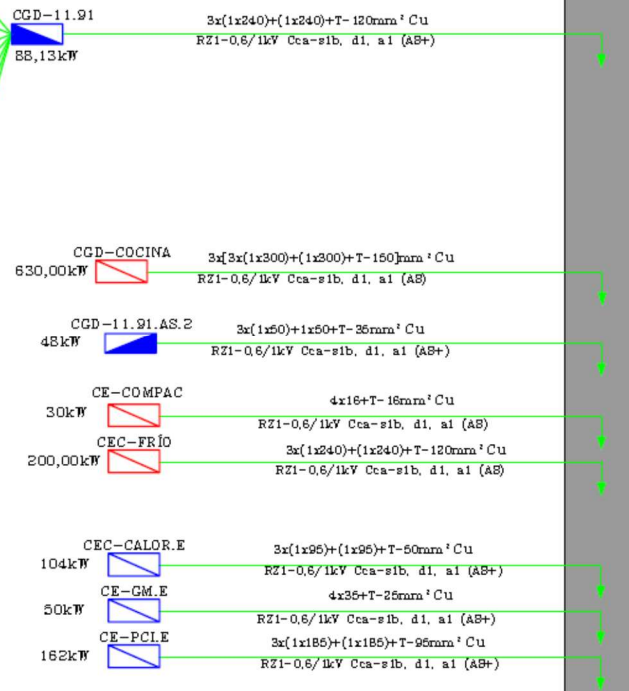 CGD-11.91
88,13kW
3x(1x240)+(1x240)+T-120mm² Cu
RZ1-0,6/1kV Cca-s1b, d1, a1 (AS+)
CGD-COCINA
630,00kW
3x[3x(1x300)+(1x300)+T-150]mm² Cu
RZ1-0,6/1kV Cca-s1b, d1, a1 (AS)
CGD-11.91.AS.2
48kW
3x(1x50)+1x50+T-35mm² Cu
RZ1-0,6/1kV Cca-s1b, d1, a1 (AS+)
CE-COMPAC
30kW
4x16+T-16mm² Cu
RZ1-0,6/1kV Cca-s1b, d1, a1 (AS)
CEC-FRÍO
200,00kW
3x(1x240)+(1x240)+T-120mm² Cu
RZ1-0,6/1kV Cca-s1b, d1, a1 (AS)
CEC-CALOR.E
104kW
3x(1x95)+(1x95)+T-50mm² Cu
RZ1-0,6/1kV Cca-s1b, d1, a1 (AS+)
CE-GM.E
50kW
4x35+T-25mm² Cu
RZ1-0,6/1kV Cca-s1b, d1, a1 (AS+)
CE-PCI.E
162kW
3x(1x185)+(1x185)+T-95mm² Cu
RZ1-0,6/1kV Cca-s1b, d1, a1 (AS+)